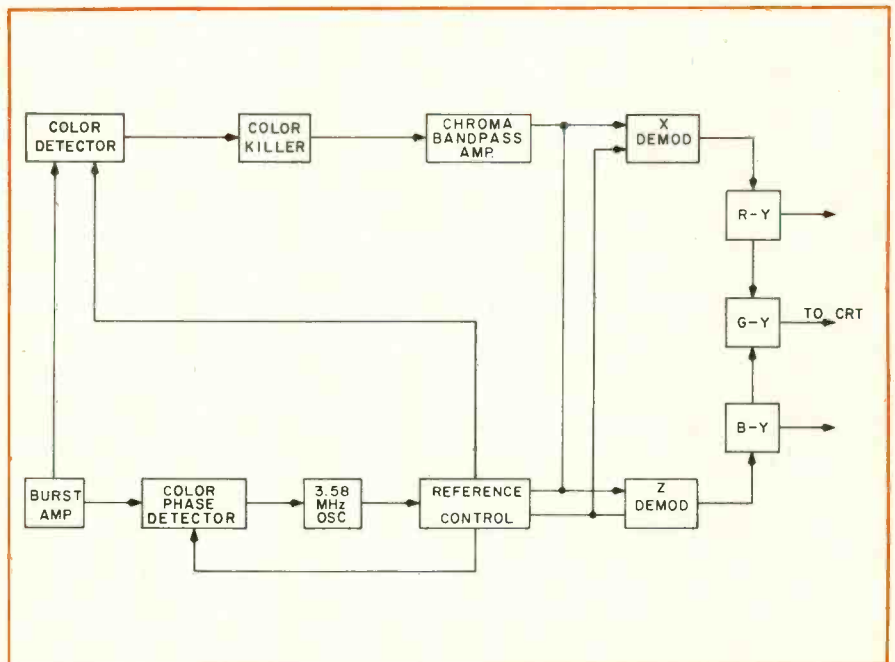 COLOR
DETECTOR
COLOR
KILLER
CHROMA
BANDPASS
AMP.
X
DEMOD
R-Y
G-Y
TO CRT
B-Y
BURST
AMP
COLOR
PHASE
DETECTOR
3.58
MHz
OSC
REFERENCE
CONTROL
Z
DEMOD